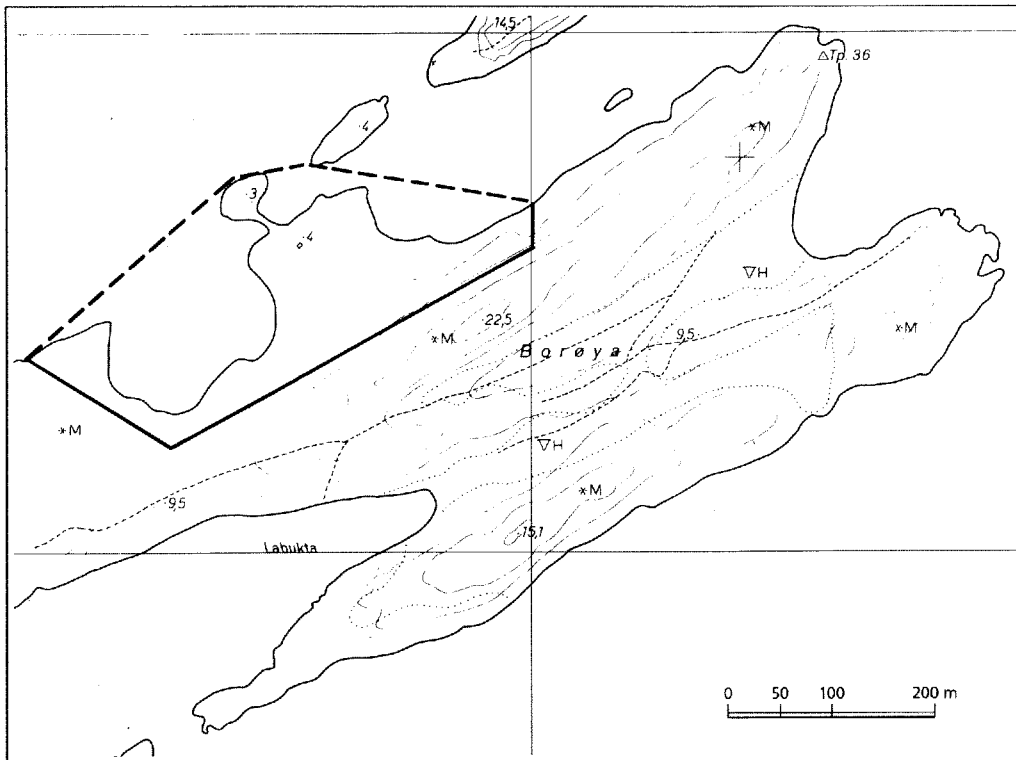 14,5
△Tp. 36
·4
*M
·3
·4
▽H
·22,5
*M
*M
9,5·
Borøya
*M
▽H
*M
·9,5
·15,1
Labukta
0 50 100 200 m